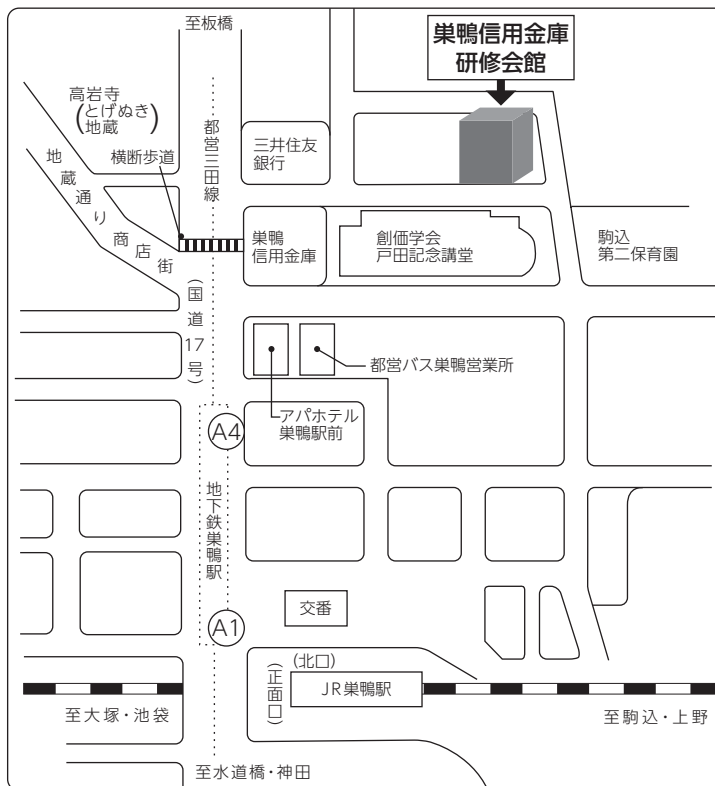 至板橋
巣鴨信用金庫
研修会館
高岩寺
(とげぬき
地蔵)
横断歩道
都営三田線
三井住友
銀行
地蔵通り商店街
巣鴨
信用金庫
創価学会
戸田記念講堂
駒込
第二保育園
(国道17号)
都営バス巣鴨営業所
アパホテル
巣鴨駅前
A4
地下鉄巣鴨駅
交番
A1
(北口)
(正面口)
JR巣鴨駅
至大塚・池袋
至駒込・上野
至水道橋・神田